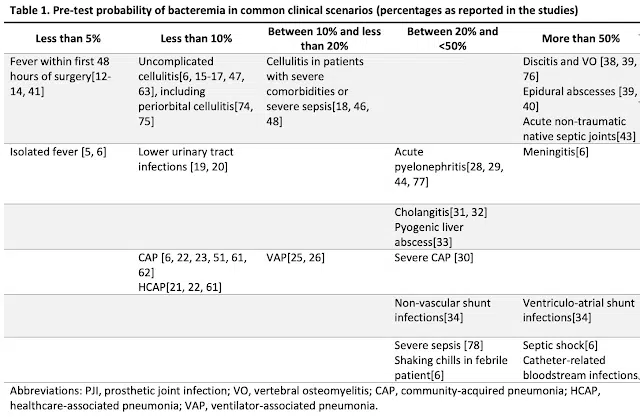 Table 1. Pre-test probability of bacteremia in common clinical scenarios (percentages as reported in the studies)
Less than 5%
Less than 10%
Between 10% and less
than 20%
Between 20% and
<50%
More than 50%
Fever within first 48
hours of surgery[12-
14, 41]
Uncomplicated
cellulitis[6, 15-17, 47,
63], including
periorbital cellulitis[74,
75]
Cellulitis in patients
with severe
comorbidities or
severe sepsis[18, 46,
48]
Discitis and VO [38, 39,
76]
Epidural abscesses [39,
40]
Acute non-traumatic
native septic joints[43]
Isolated fever [5, 6]
Lower urinary tract
infections [19, 20]
Acute
pyelonephritis[28, 29,
44, 77]
Meningitis[6]
Cholangitis[31, 32]
Pyogenic liver
abscess[33]
CAP [6, 22, 23, 51, 61,
62]
HCAP[21, 22, 61]
VAP[25, 26]
Severe CAP [30]
Non-vascular shunt
infections[34]
Ventriculo-atrial shunt
infections[34]
Severe sepsis [78]
Shaking chills in febrile
patient[6]
Septic shock[6]
Catheter-related
bloodstream infections
Abbreviations: PJI, prosthetic joint infection; VO, vertebral osteomyelitis; CAP, community-acquired pneumonia; HCAP,
healthcare-associated pneumonia; VAP, ventilator-associated pneumonia.